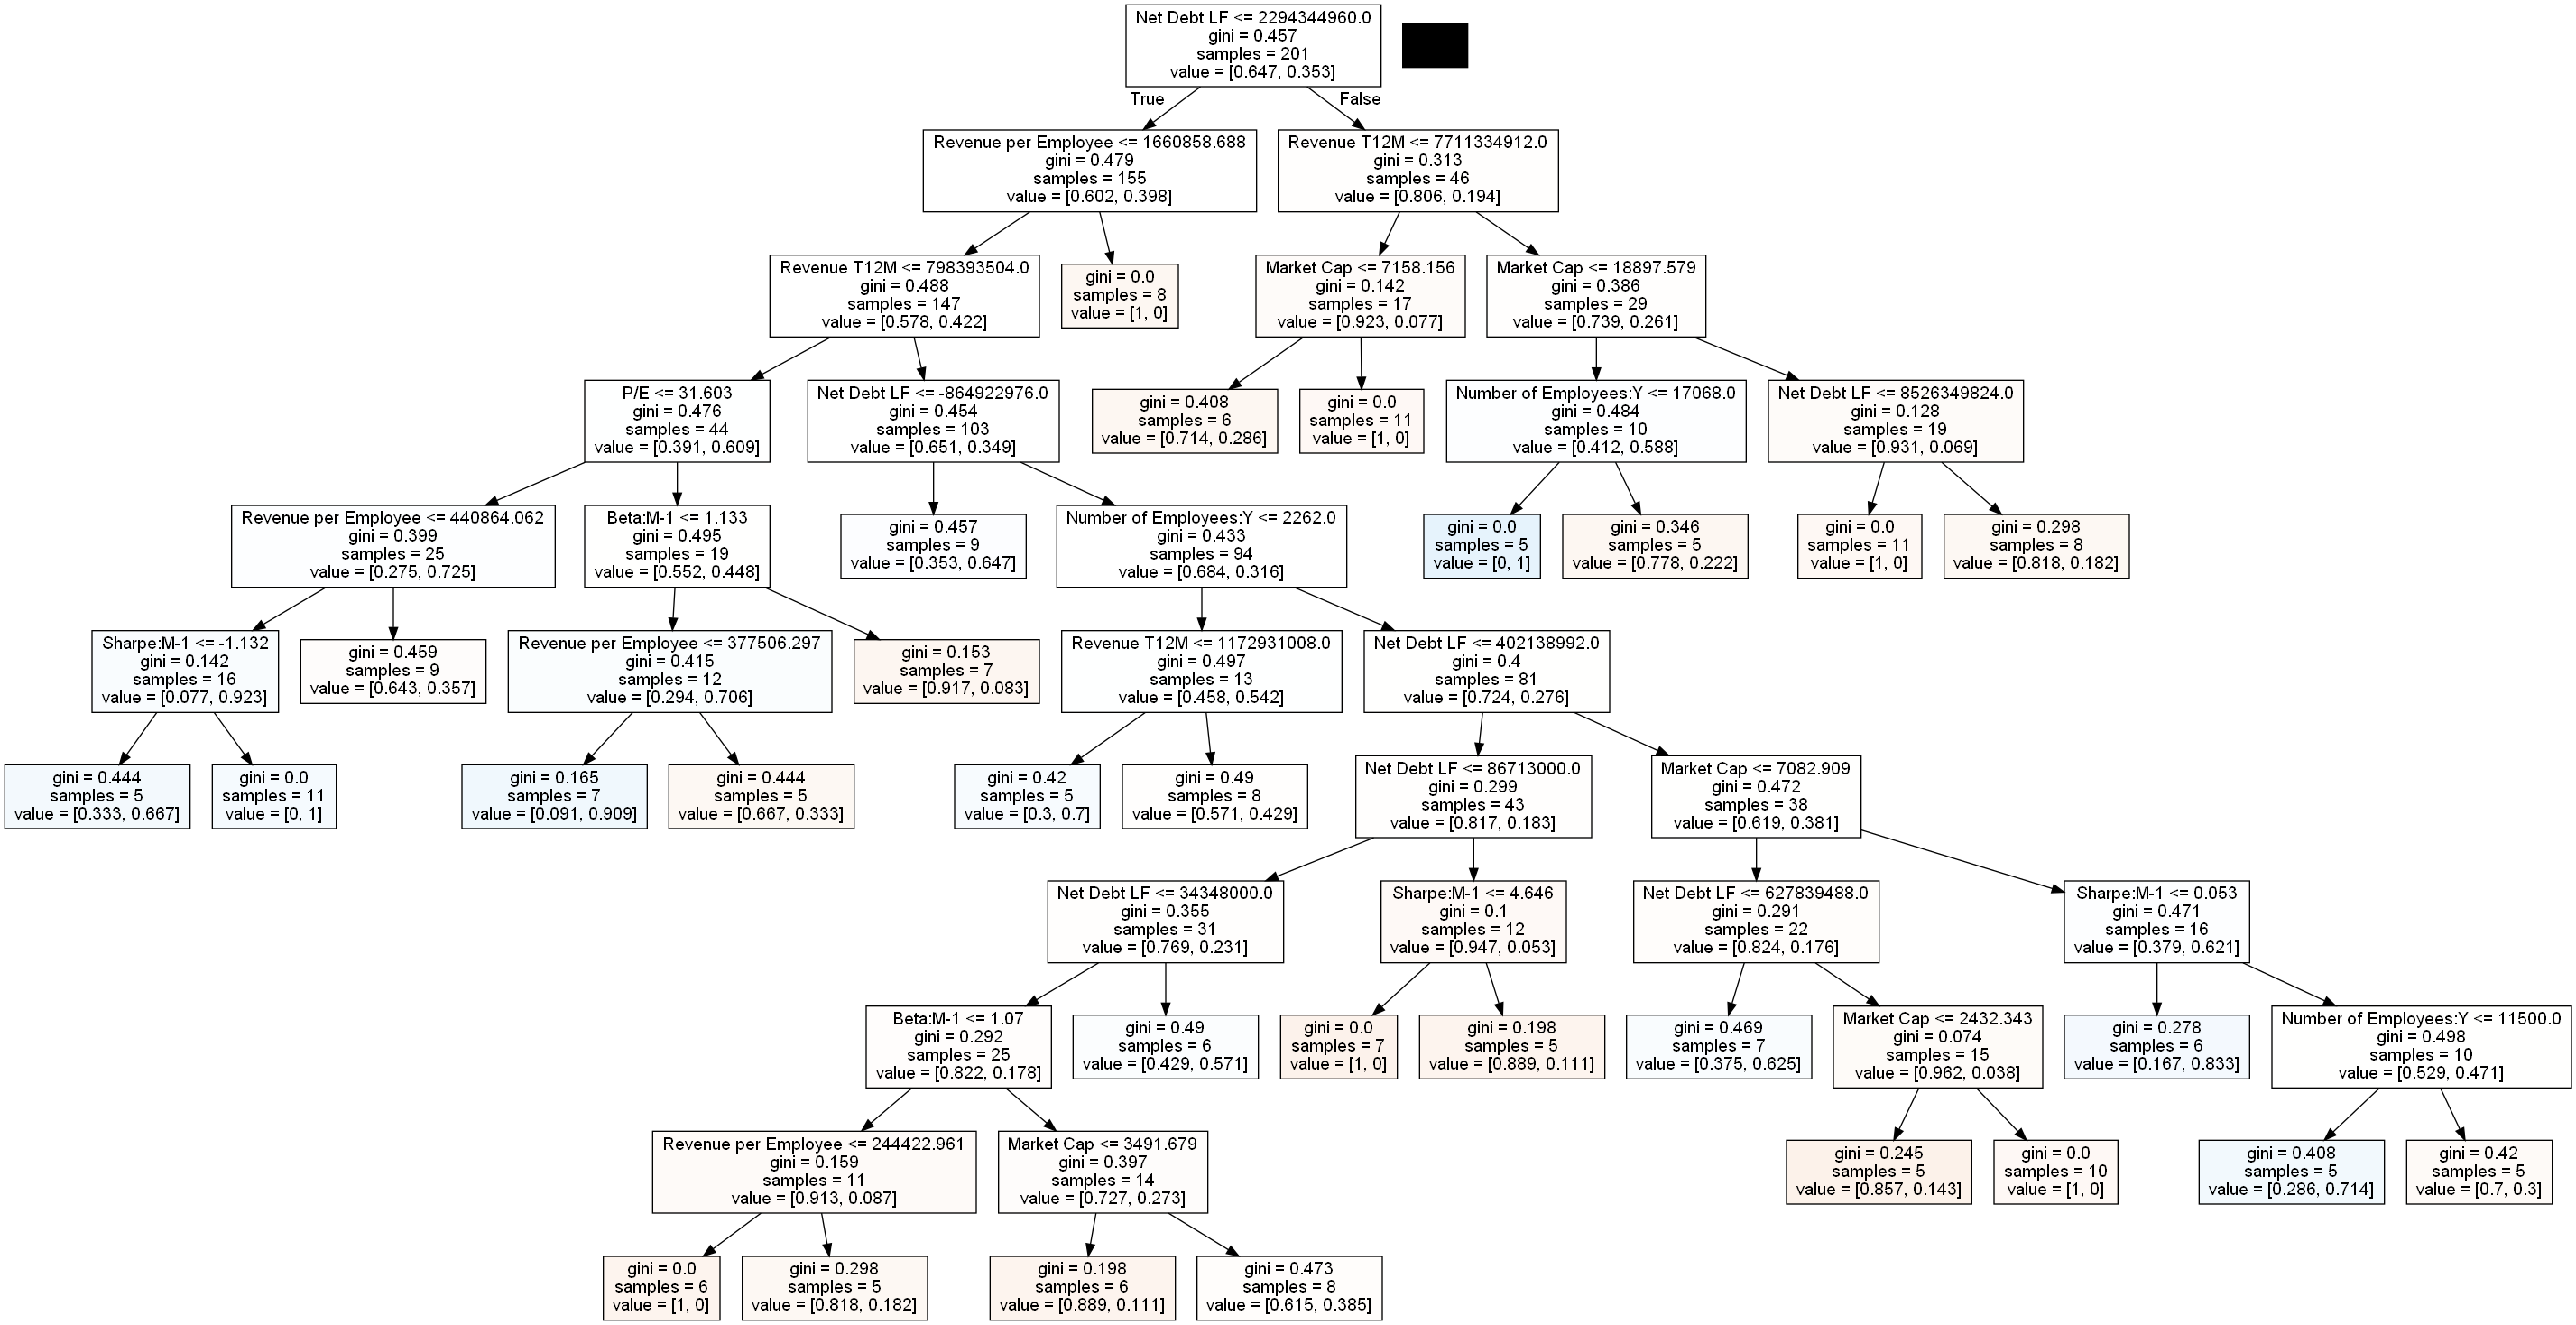 Net Debt LF <= 2294344960.0
gini = 0.457
samples = 201
value = [0.647, 0.353]
True
False
Revenue per Employee <= 1660858.688
gini = 0.479
samples = 155
value = [0.602, 0.398]
Revenue T12M <= 7711334912.0
gini = 0.313
samples = 46
value = [0.806, 0.194]
Revenue T12M <= 798393504.0
gini = 0.488
samples = 147
value = [0.578, 0.422]
gini = 0.0
samples = 8
value = [1, 0]
Market Cap <= 7158.156
gini = 0.142
samples = 17
value = [0.923, 0.077]
Market Cap <= 18897.579
gini = 0.386
samples = 29
value = [0.739, 0.261]
P/E <= 31.603
gini = 0.476
samples = 44
value = [0.391, 0.609]
Net Debt LF <= -864922976.0
gini = 0.454
samples = 103
value = [0.651, 0.349]
gini = 0.408
samples = 6
value = [0.714, 0.286]
gini = 0.0
samples = 11
value = [1, 0]
Number of Employees:Y <= 17068.0
gini = 0.484
samples = 10
value = [0.412, 0.588]
Net Debt LF <= 8526349824.0
gini = 0.128
samples = 19
value = [0.931, 0.069]
Revenue per Employee <= 440864.062
gini = 0.399
samples = 25
value = [0.275, 0.725]
Beta:M-1 <= 1.133
gini = 0.495
samples = 19
value = [0.552, 0.448]
gini = 0.457
samples = 9
value = [0.353, 0.647]
Number of Employees:Y <= 2262.0
gini = 0.433
samples = 94
value = [0.684, 0.316]
gini = 0.0
samples = 5
value = [0, 1]
gini = 0.346
samples = 5
value = [0.778, 0.222]
gini = 0.0
samples = 11
value = [1, 0]
gini = 0.298
samples = 8
value = [0.818, 0.182]
Sharpe:M-1 <= -1.132
gini = 0.142
samples = 16
value = [0.077, 0.923]
gini = 0.459
samples = 9
value = [0.643, 0.357]
Revenue per Employee <= 377506.297
gini = 0.415
samples = 12
value = [0.294, 0.706]
gini = 0.153
samples = 7
value = [0.917, 0.083]
Revenue T12M <= 1172931008.0
gini = 0.497
samples = 13
value = [0.458, 0.542]
Net Debt LF <= 402138992.0
gini = 0.4
samples = 81
value = [0.724, 0.276]
gini = 0.444
samples = 5
value = [0.333, 0.667]
gini = 0.0
samples = 11
value = [0, 1]
gini = 0.165
samples = 7
value = [0.091, 0.909]
gini = 0.444
samples = 5
value = [0.667, 0.333]
gini = 0.42
samples = 5
value = [0.3, 0.7]
gini = 0.49
samples = 8
value = [0.571, 0.429]
Net Debt LF <= 86713000.0
gini = 0.299
samples = 43
value = [0.817, 0.183]
Market Cap <= 7082.909
gini = 0.472
samples = 38
value = [0.619, 0.381]
Net Debt LF <= 34348000.0
gini = 0.355
samples = 31
value = [0.769, 0.231]
Sharpe:M-1 <= 4.646
gini = 0.1
samples = 12
value = [0.947, 0.053]
Net Debt LF <= 627839488.0
gini = 0.291
samples = 22
value = [0.824, 0.176]
Sharpe:M-1 <= 0.053
gini = 0.471
samples = 16
value = [0.379, 0.621]
Beta:M-1 <= 1.07
gini = 0.292
samples = 25
value = [0.822, 0.178]
gini = 0.49
samples = 6
value = [0.429, 0.571]
gini = 0.0
samples = 7
value = [1, 0]
gini = 0.198
samples = 5
value = [0.889, 0.111]
gini = 0.469
samples = 7
value = [0.375, 0.625]
Market Cap <= 2432.343
gini = 0.074
samples = 15
value = [0.962, 0.038]
gini = 0.278
samples = 6
value = [0.167, 0.833]
Number of Employees:Y <= 11500.0
gini = 0.498
samples = 10
value = [0.529, 0.471]
Revenue per Employee <= 244422.961
gini = 0.159
samples = 11
value = [0.913, 0.087]
Market Cap <= 3491.679
gini = 0.397
samples = 14
value = [0.727, 0.273]
gini = 0.245
samples = 5
value = [0.857, 0.143]
gini = 0.0
samples = 10
value = [1, 0]
gini = 0.408
samples = 5
value = [0.286, 0.714]
gini = 0.42
samples = 5
value = [0.7, 0.3]
gini = 0.0
samples = 6
value = [1, 0]
gini = 0.298
samples = 5
value = [0.818, 0.182]
gini = 0.198
samples = 6
value = [0.889, 0.111]
gini = 0.473
samples = 8
value = [0.615, 0.385]